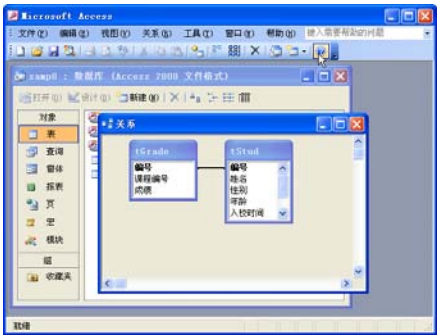 Microsoft Access
文件(F) 编辑(E) 视图(V) 关系(R) 工具(T) 窗口(W) 帮助(H) 键入需要帮助的问题
samp0 : 数据库 (Access 2000 文件格式)
打开(O) 设计(D) 新建(N)
对象
表
查询
窗体
报表
页
宏
模块
组
收藏夹
关系
tGrade
编号
课程编号
成绩
tStud
编号
姓名
性别
年龄
入校时间
就绪